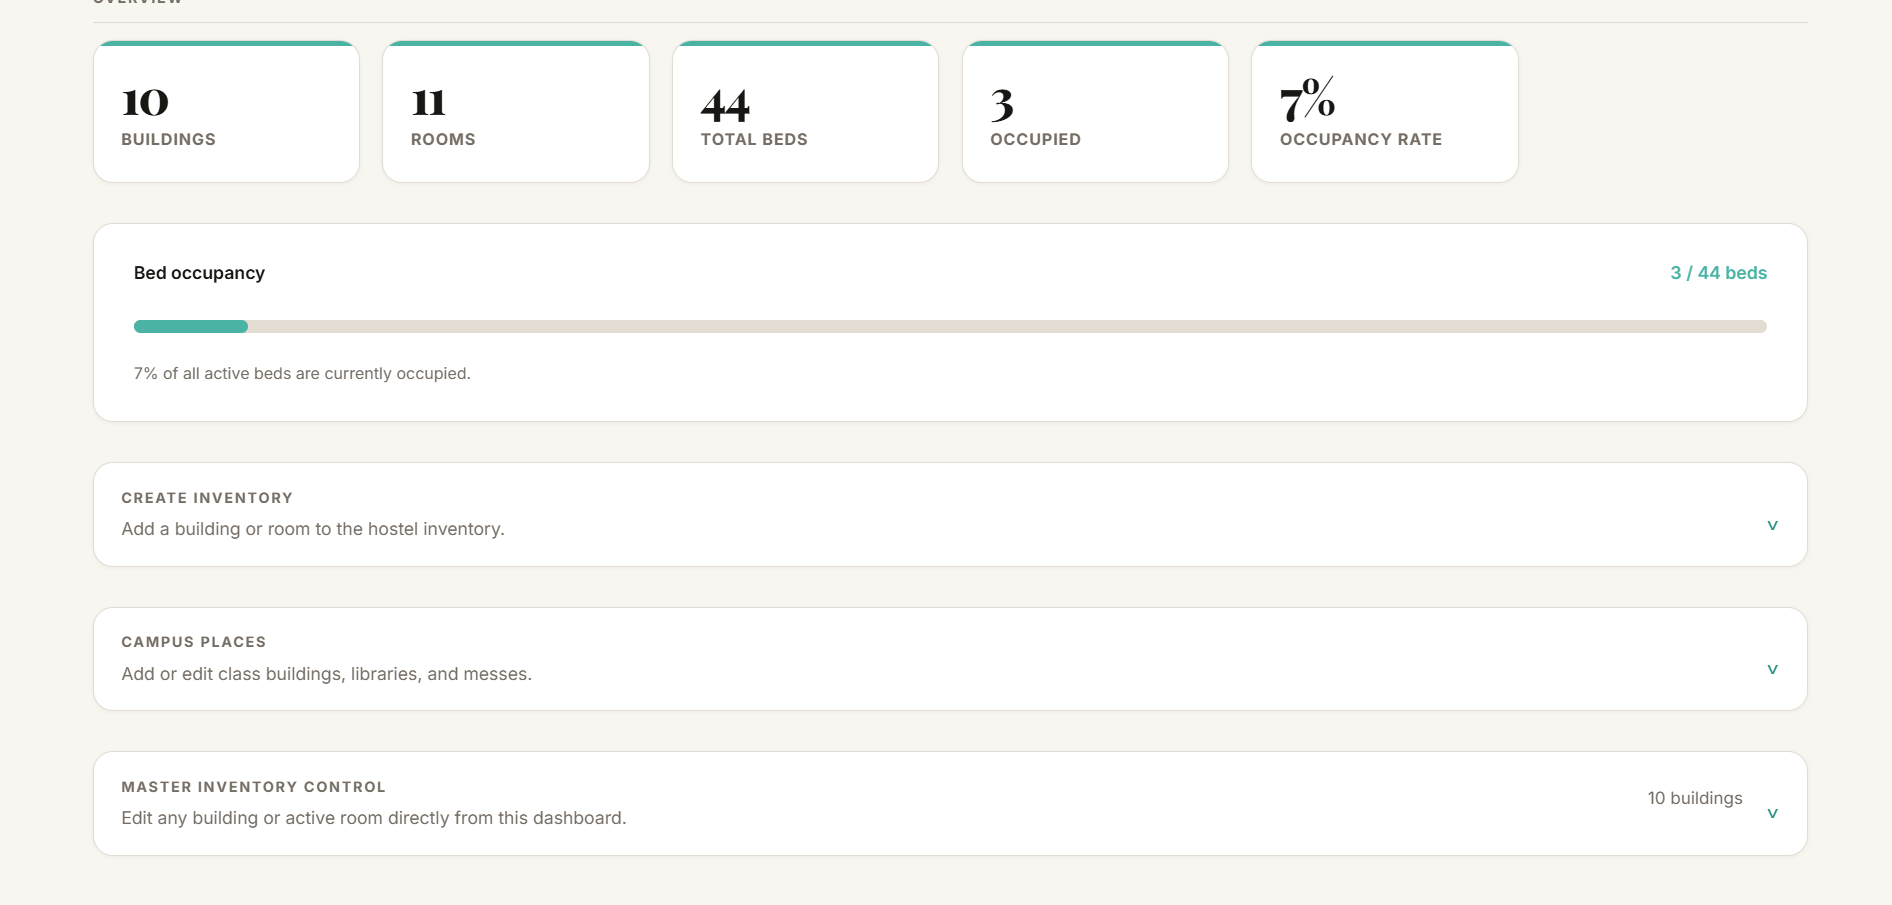 OVERVIEW
10
BUILDINGS
11
ROOMS
44
TOTAL BEDS
3
OCCUPIED
7%
OCCUPANCY RATE
Bed occupancy
3 / 44 beds
7% of all active beds are currently occupied.
CREATE INVENTORY
Add a building or room to the hostel inventory.
v
CAMPUS PLACES
Add or edit class buildings, libraries, and messes.
v
MASTER INVENTORY CONTROL
Edit any building or active room directly from this dashboard.
10 buildings
v